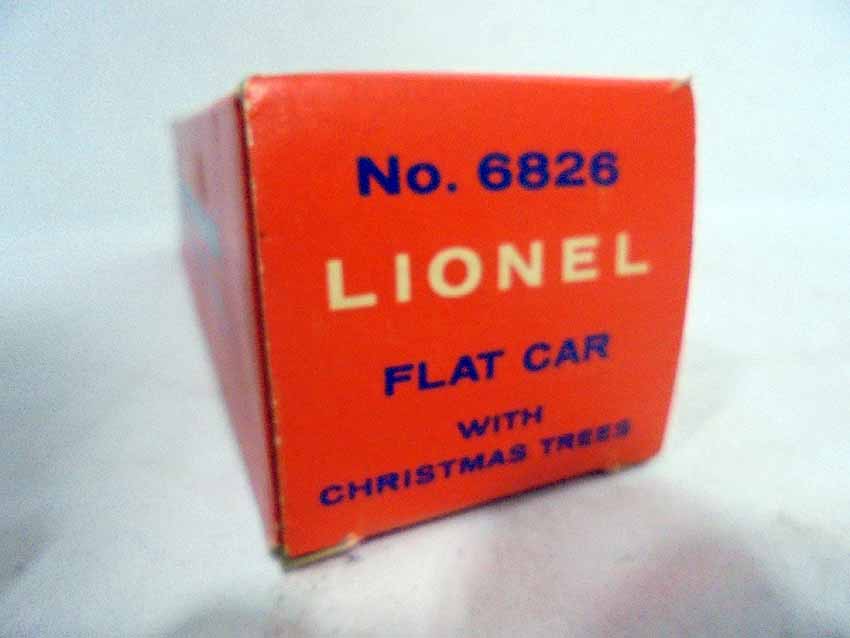 No. 6826
LIONEL
FLAT CAR
WITH
CHRISTMAS TREES